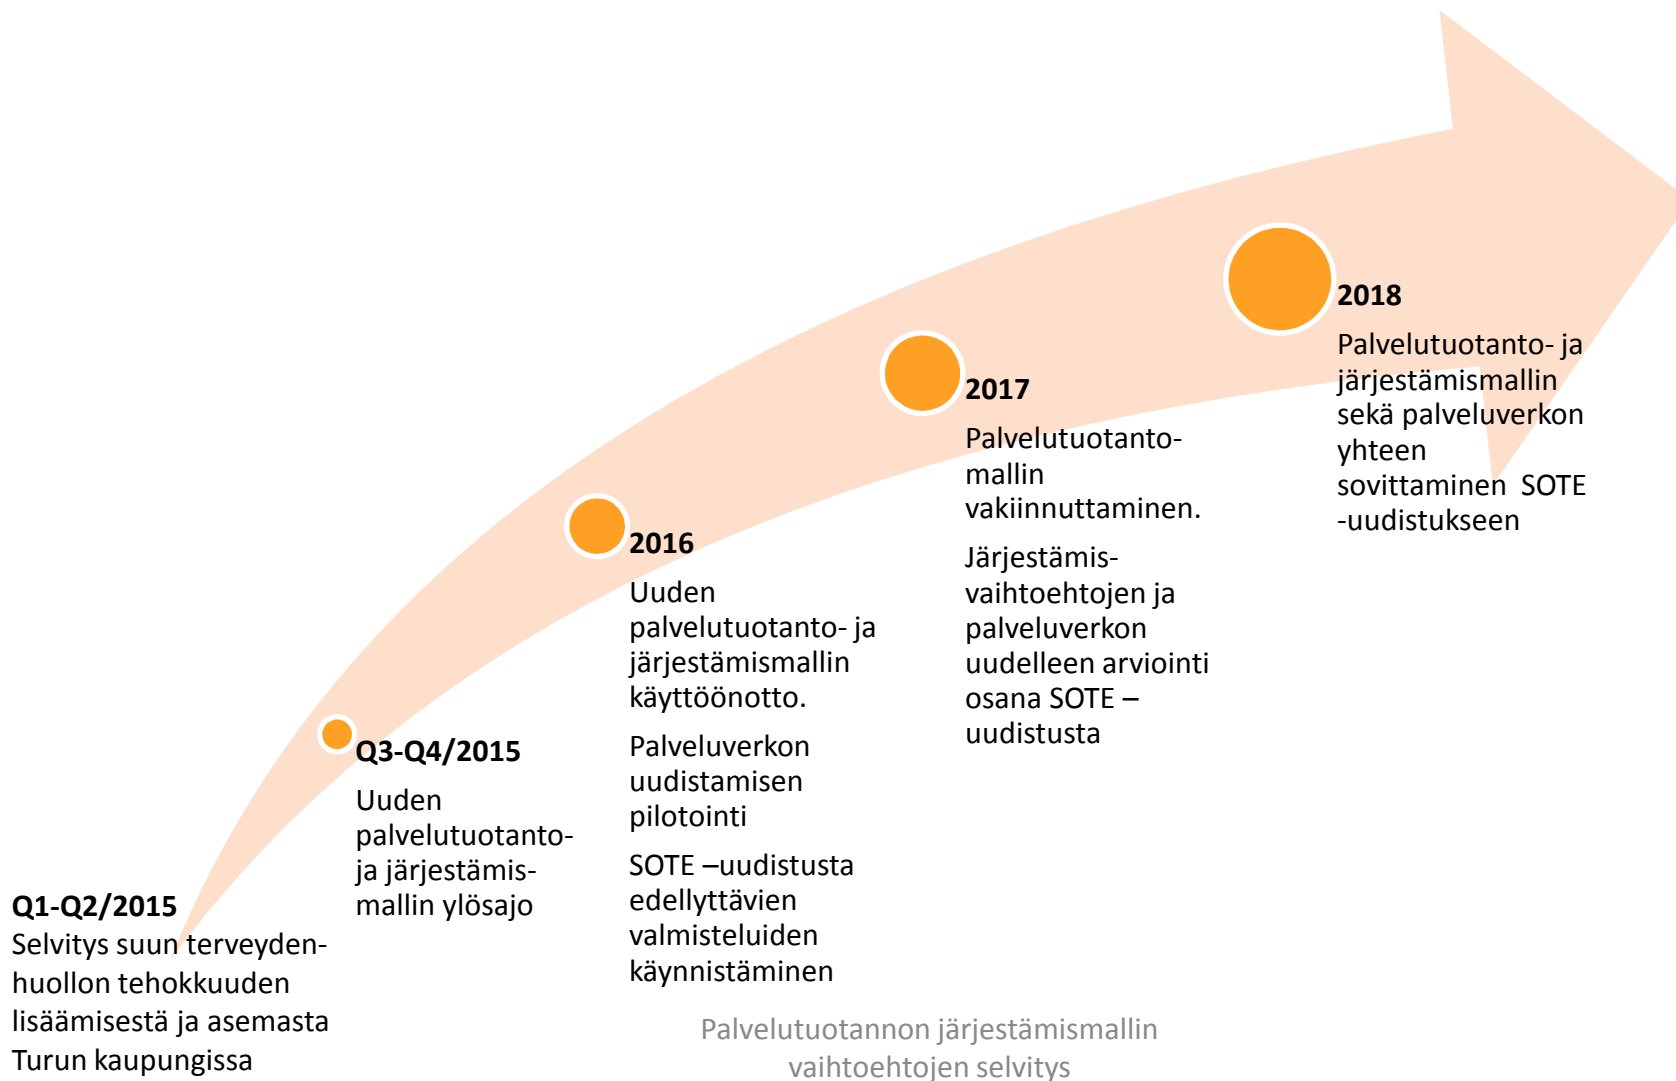 Q1-Q2/2015
Selvitys suun terveyden-
huollon tehokkuuden
lisäämisestä ja asemasta
Turun kaupungissa
Q3-Q4/2015
Uuden
palvelutuotanto-
ja järjestämis-
mallin ylösajo
2016
Uuden
palvelutuotanto- ja
järjestämismallin
käyttöönotto.
Palveluverkon
uudistamisen
pilotointi
SOTE –uudistusta
edellyttävien
valmisteluiden
käynnistäminen
2017
Palvelutuotanto-
mallin
vakiinnuttaminen.
Järjestämis-
vaihtoehtojen ja
palveluverkon
uudelleen arviointi
osana SOTE –
uudistusta
2018
Palvelutuotanto- ja
järjestämismallin
sekä palveluverkon
yhteen
sovittaminen  SOTE
-uudistukseen
Palvelutuotannon järjestämismallin
vaihtoehtojen selvitys